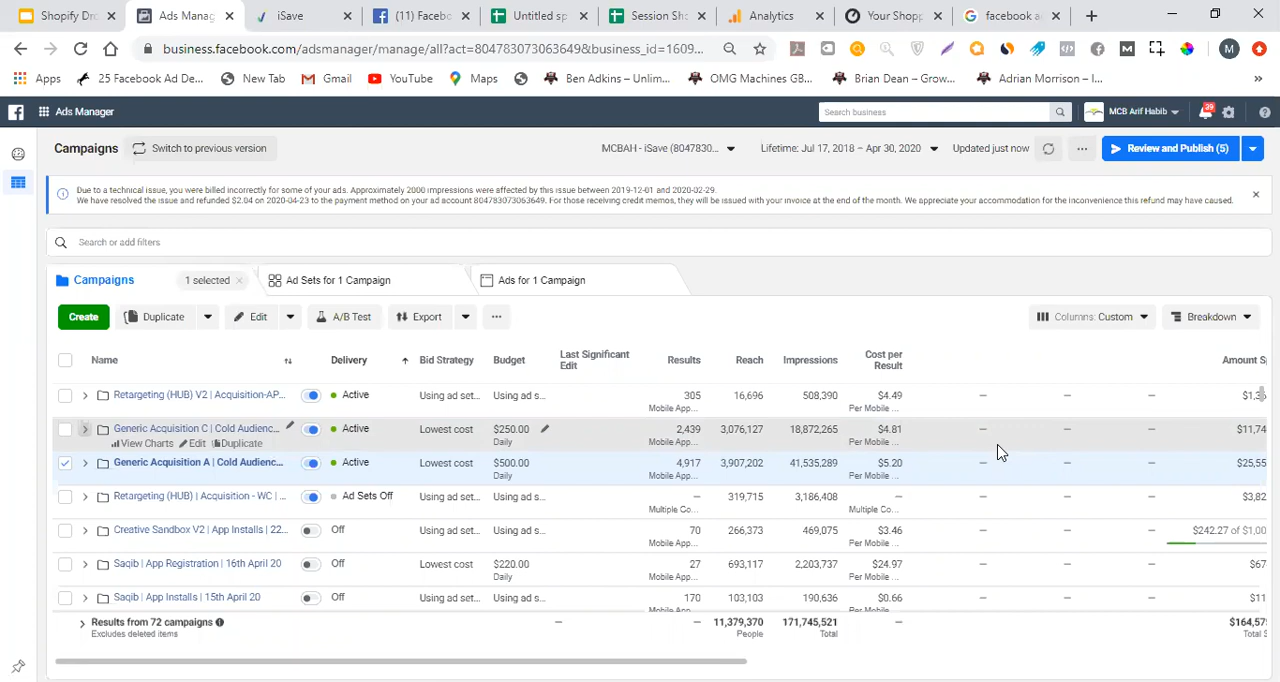 Shopify Dro
Ads Manag
iSave
(11) Facebo
Untitled sp
Session Sho
Analytics
Your Shopp
facebook a
business.facebook.com/adsmanager/manage/all?act=804783073063649&business_id=1609...
M
Apps
25 Facebook Ad De...
New Tab
Gmail
YouTube
Maps
Ben Adkins – Unlim...
OMG Machines GB...
Brian Dean – Grow...
Adrian Morrison – I...
»
Ads Manager
Search business
MCB Arif Habib
39
Campaigns
Switch to previous version
MCBAH - iSave (8047830...
Lifetime: Jul 17, 2018 – Apr 30, 2020
Updated just now
Review and Publish (5)
Due to a technical issue, you were billed incorrectly for some of your ads. Approximately 2000 impressions were affected by this issue between 2019-12-01 and 2020-02-29.
We have resolved the issue and refunded $2.04 on 2020-04-23 to the payment method on your ad account 804783073063649. For those receiving credit memos, they will be issued with your invoice at the end of the month. We appreciate your accommodation for the inconvenience this refund may have caused.
Search or add filters
Campaigns
1 selected
Ad Sets for 1 Campaign
Ads for 1 Campaign
Create
Duplicate
Edit
A/B Test
Export
Columns: Custom
Breakdown
Name
Delivery
Bid Strategy
Budget
Last Significant Edit
Results
Reach
Impressions
Cost per Result
Amount S
Retargeting (HUB) V2 | Acquisition-AP...
Active
Using ad set...
Using ad s...
305
16,696
508,390
$4.49
—
—
—
$1,3
Mobile App...
Per Mobile ...
Generic Acquisition C | Cold Audienc...
Active
Lowest cost
$250.00
2,439
3,076,127
18,872,265
$4.81
—
—
—
$11,74
View Charts
Edit
Duplicate
Daily
Mobile App...
Per Mobile ...
Generic Acquisition A | Cold Audienc...
Active
Lowest cost
$500.00
4,917
3,907,202
41,535,289
$5.20
—
—
—
$25,55
Daily
Mobile App...
Per Mobile ...
Retargeting (HUB) | Acquisition - WC | ...
Ad Sets Off
Using ad set...
Using ad s...
—
319,715
3,186,408
—
—
—
—
$3,82
Multiple Co...
Multiple Co...
Creative Sandbox V2 | App Installs | 22...
Off
Using ad set...
Using ad s...
70
266,373
469,075
$3.46
—
—
—
$242.27 of $1,00
Mobile App...
Per Mobile ...
Saqib | App Registration | 16th April 20
Off
Lowest cost
$220.00
27
693,117
2,203,737
$24.97
—
—
—
$67
Daily
Mobile App...
Per Mobile ...
Saqib | App Installs | 15th April 20
Off
Using ad set...
Using ad s...
170
103,103
190,636
$0.66
—
—
—
$11
Mobile App...
Per Mobile ...
Results from 72 campaigns
—
—
11,379,370
171,745,521
—
$164,57
Excludes deleted items
People
Total
Total S